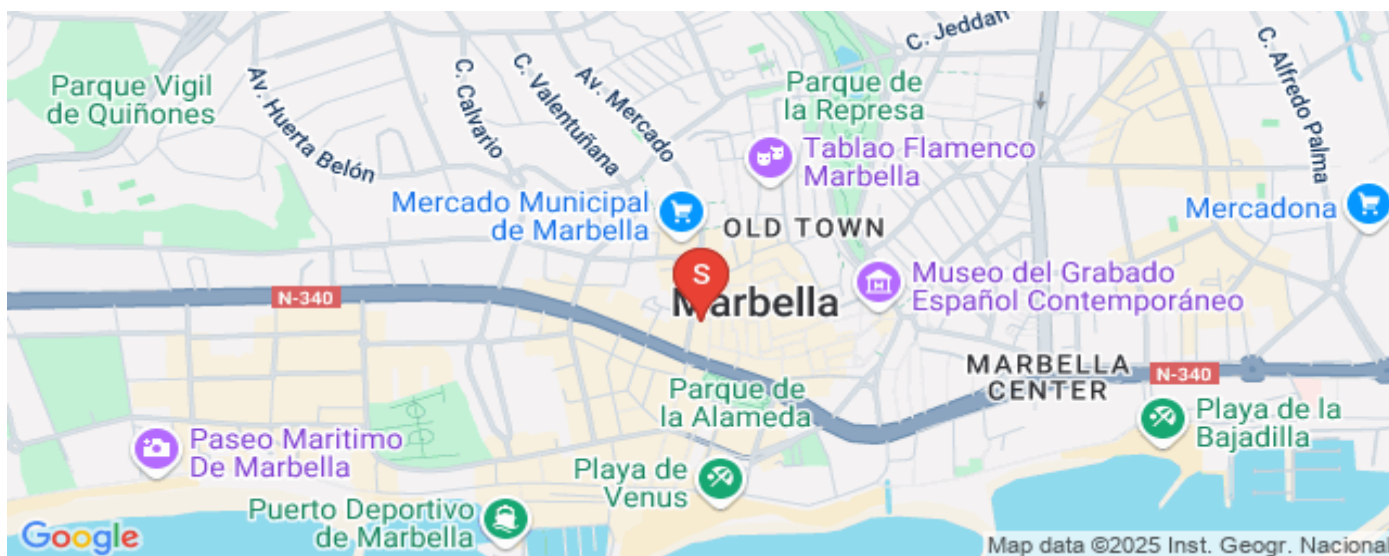 C. Jeddah
Parque Vigil
de Quiñones
Av. Huerta Belón
C. Calvario
C. Valentuñana
Av. Mercado
Parque de
la Represa
C. Alfredo Palma
Tablao Flamenco
Marbella
Mercado Municipal
de Marbella
OLD TOWN
Mercadona
S
Marbella
Museo del Grabado
Español Contemporáneo
N-340
MARBELLA
CENTER
N-340
Parque de
la Alameda
Playa de la
Bajadilla
Paseo Maritimo
De Marbella
Playa de
Venus
Puerto Deportivo
de Marbella
Google
Map data ©2025 Inst. Geogr. Nacional